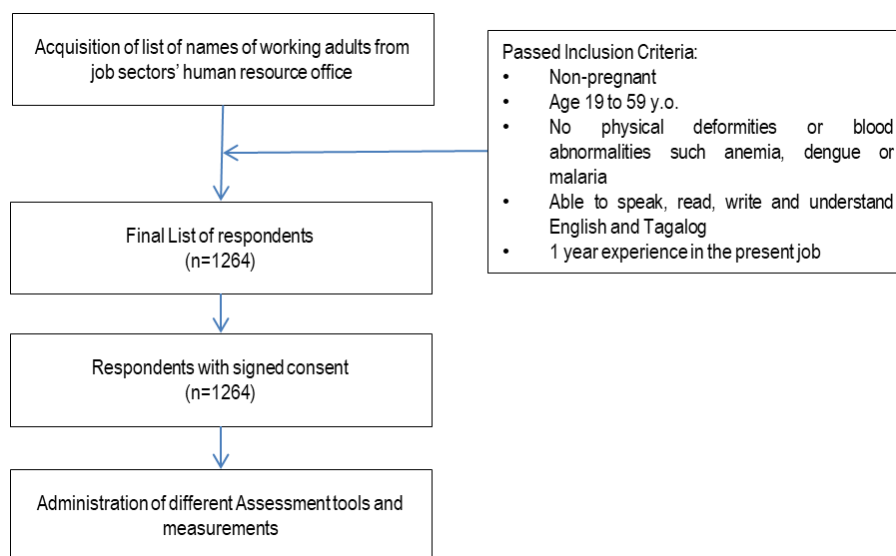 Acquisition of list of names of working adults from
job sectors' human resource office
Passed Inclusion Criteria:
• Non-pregnant
• Age 19 to 59 y.o.
• No physical deformities or blood
abnormalities such anemia, dengue or
malaria
• Able to speak, read, write and understand
English and Tagalog
• 1 year experience in the present job
Final List of respondents
(n=1264)
Respondents with signed consent
(n=1264)
Administration of different Assessment tools and
measurements